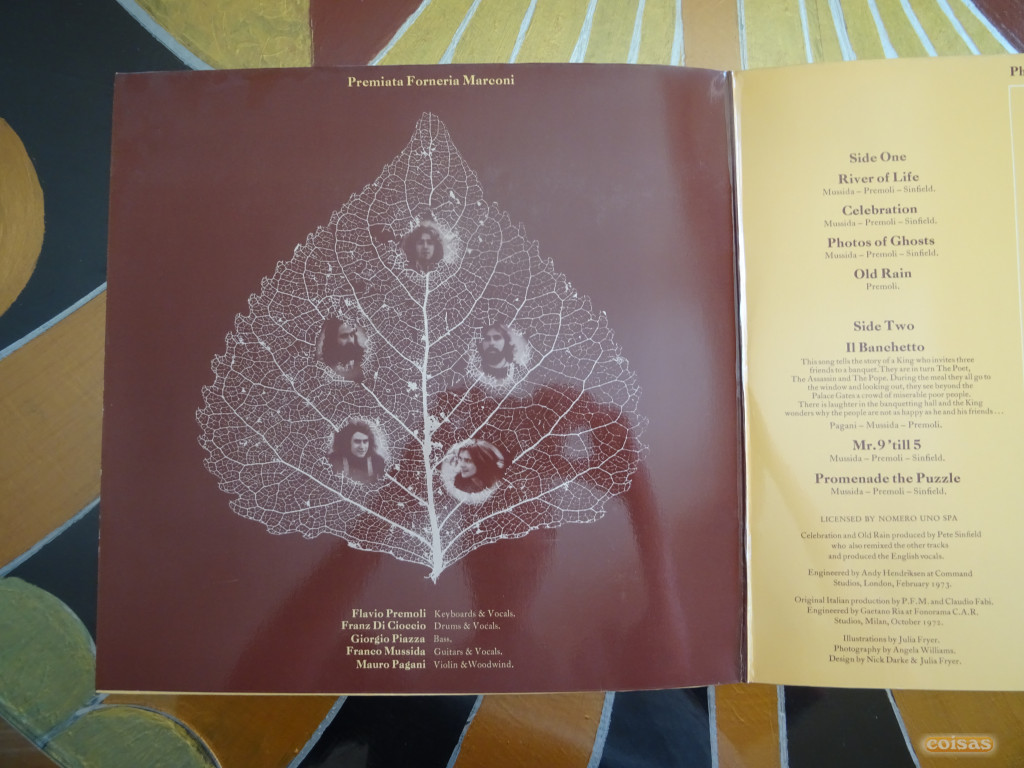 Premiata Forneria Marconi
Flavio Premoli Keyboards & Vocals.
Franz Di Cioccio Drums & Vocals.
Giorgio Piazza Bass.
Franco Mussida Guitars & Vocals.
Mauro Pagani Violin & Woodwind.
Ph
Side One
River of Life
Mussida – Premoli – Sinfield.
Celebration
Mussida – Premoli – Sinfield.
Photos of Ghosts
Mussida – Premoli – Sinfield.
Old Rain
Premoli.
Side Two
Il Banchetto
This song tells the story of a King who invites three
friends to a banquet. They are in turn The Poet,
The Assassin and The Pope. During the meal they all go to
the window and looking out, they see beyond the
Palace Gates a crowd of miserable poor people.
There is laughter in the banquetting hall and the King
wonders why the people are not as happy as he and his friends . . .
Pagani – Mussida – Premoli.
Mr. 9 'till 5
Mussida – Premoli – Sinfield.
Promenade the Puzzle
Mussida – Premoli – Sinfield.
LICENSED BY NOMERO UNO SPA
Celebration and Old Rain produced by Pete Sinfield
who also remixed the other tracks
and produced the English vocals.
Engineered by Andy Hendriksen at Command
Studios, London, February 1973.
Original Italian production by P.F.M. and Claudio Fabi.
Engineered by Gaetano Ria at Fonorama C.A.R.
Studios, Milan, October 1972.
Illustrations by Julia Fryer.
Photography by Angela Williams.
Design by Nick Darke & Julia Fryer.
coisas